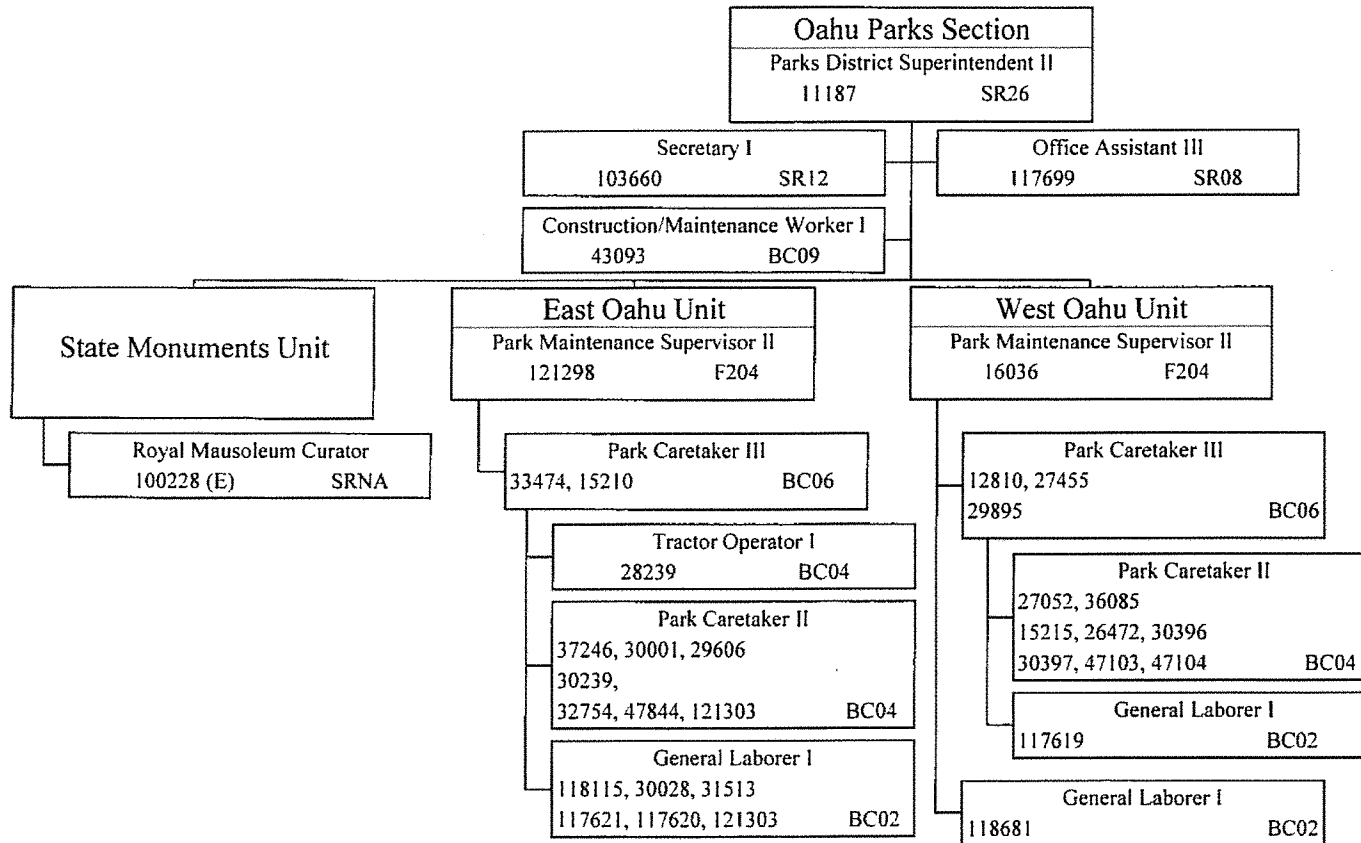 Oahu Parks Section
Parks District Superintendent II
11187 SR26
Secretary I
103660 SR12
Office Assistant III
117699 SR08
Construction/Maintenance Worker I
43093 BC09
State Monuments Unit
Royal Mausoleum Curator
100228 (E) SRNA
East Oahu Unit
Park Maintenance Supervisor II
121298 F204
Park Caretaker III
33474, 15210 BC06
Tractor Operator I
28239 BC04
Park Caretaker II
37246, 30001, 29606
30239,
32754, 47844, 121303 BC04
General Laborer I
118115, 30028, 31513
117621, 117620, 121303 BC02
West Oahu Unit
Park Maintenance Supervisor II
16036 F204
Park Caretaker III
12810, 27455
29895 BC06
Park Caretaker II
27052, 36085
15215, 26472, 30396
30397, 47103, 47104 BC04
General Laborer I
117619 BC02
General Laborer I
118681 BC02